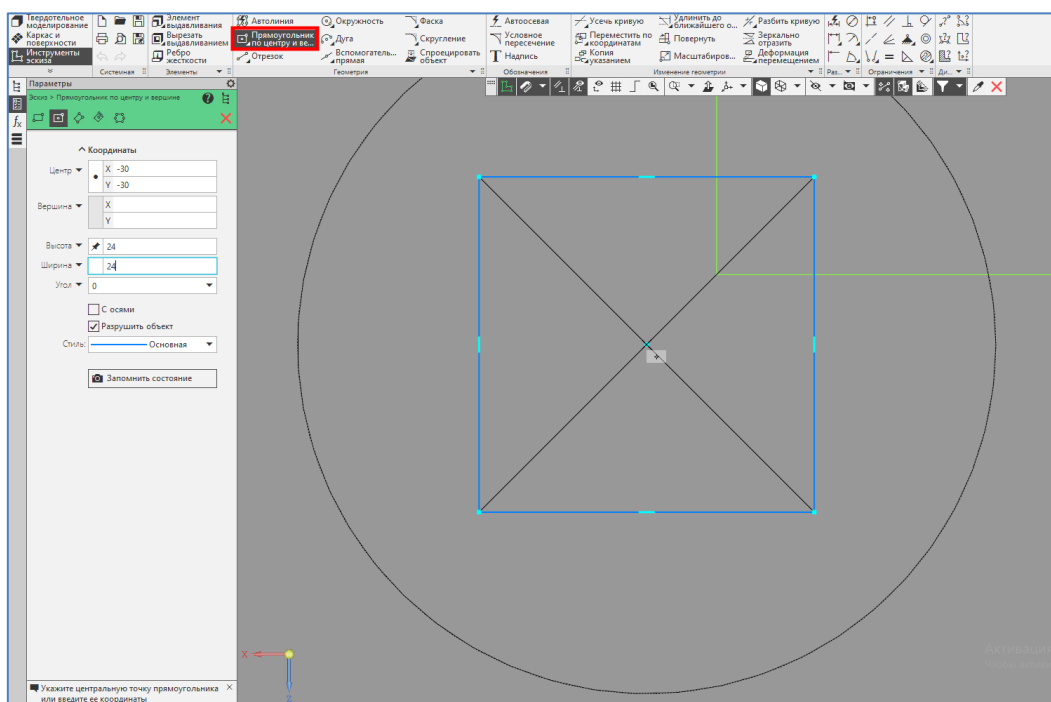 Твердотельное моделирование
Каркас и поверхности
Инструменты эскиза
Системная
Элемент выдавливания
Вырезать выдавливанием
Ребро жесткости
Элементы
Автолиния
Окружность
Фаска
Прямоугольник по центру и ве...
Дуга
Скругление
Отрезок
Вспомогатель... прямая
Спроецировать объект
Геометрия
Автоосевая
Условное пересечение
Надпись
Обозначения
Усечь кривую
Удлинить до ближайшего о...
Разбить кривую
Переместить по координатам
Повернуть
Зеркально отразить
Копия указанием
Масштабиров...
Деформация перемещением
Изменение геометрии
Раз...
Ограничения
Ди...
Параметры
Эскиз > Прямоугольник по центру и вершине
Координаты
Центр
X -30
Y -30
Вершина
X
Y
Высота 24
Ширина 24
Угол 0
С осями
Разрушить объект
Стиль: Основная
Запомнить состояние
X
Z
Укажите центральную точку прямоугольника
или введите ее координаты